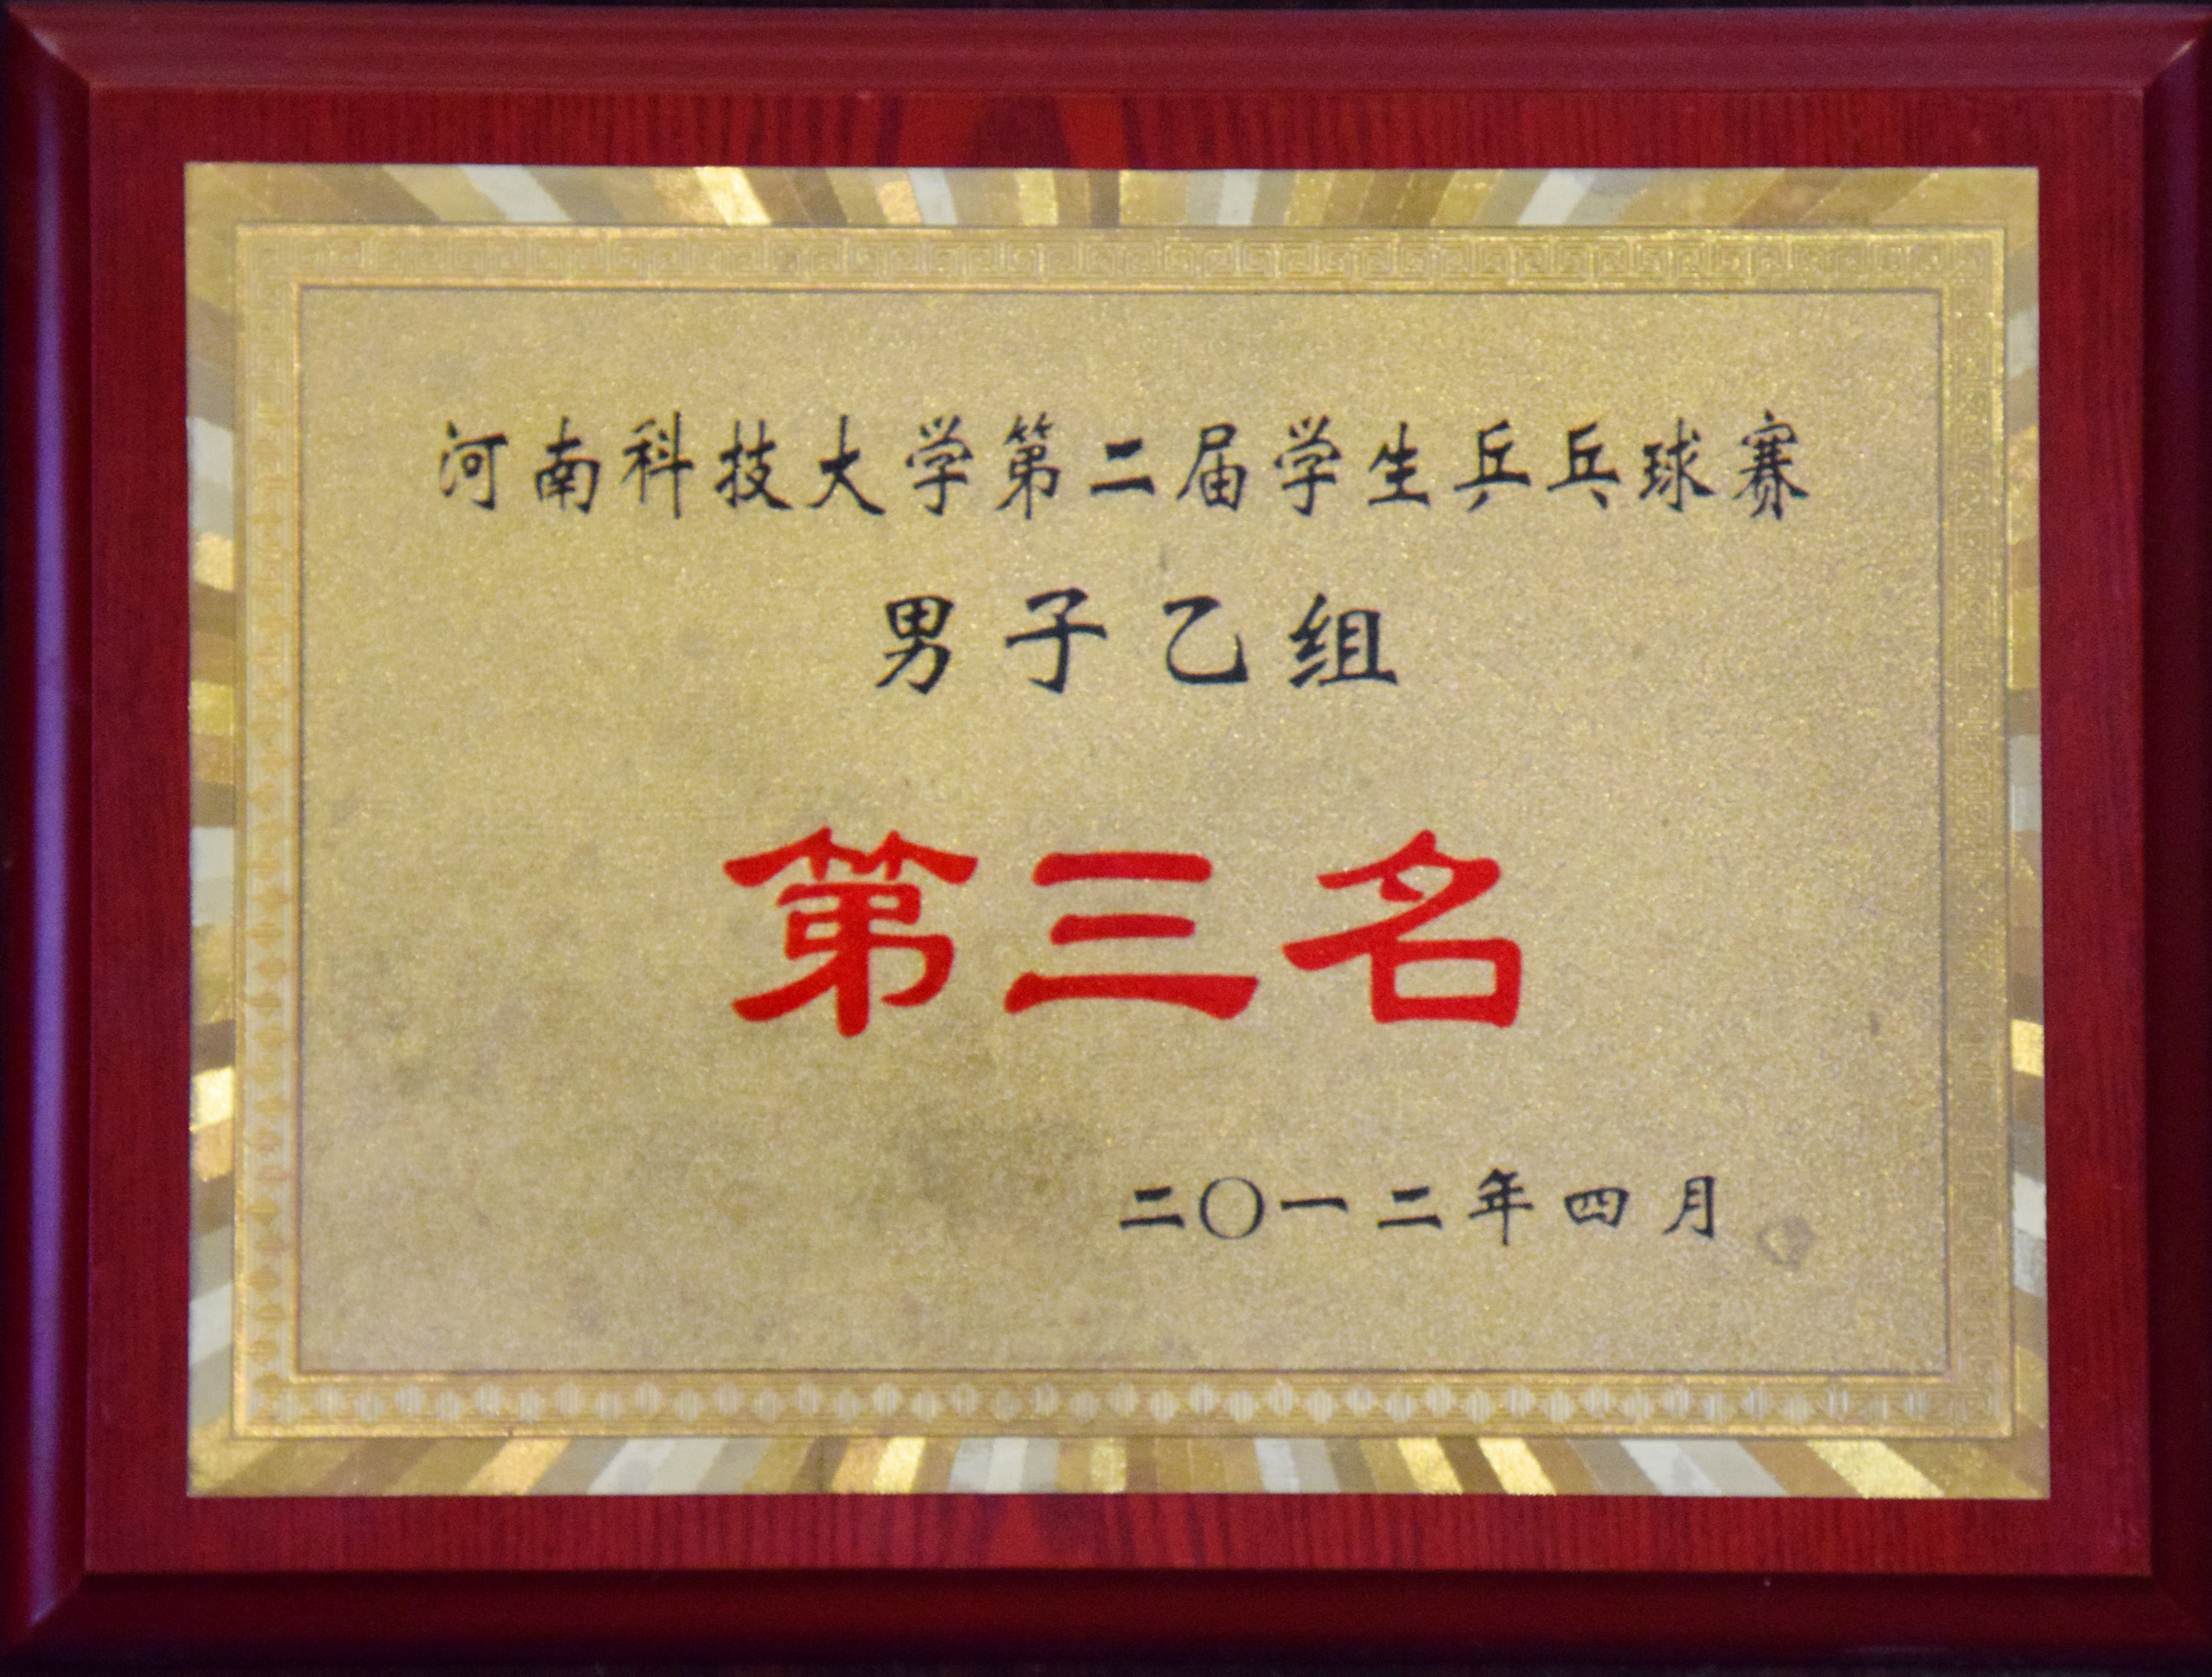 河南科技大学第二届学生乒乓球赛
男子乙组
第三名
二〇一二年四月